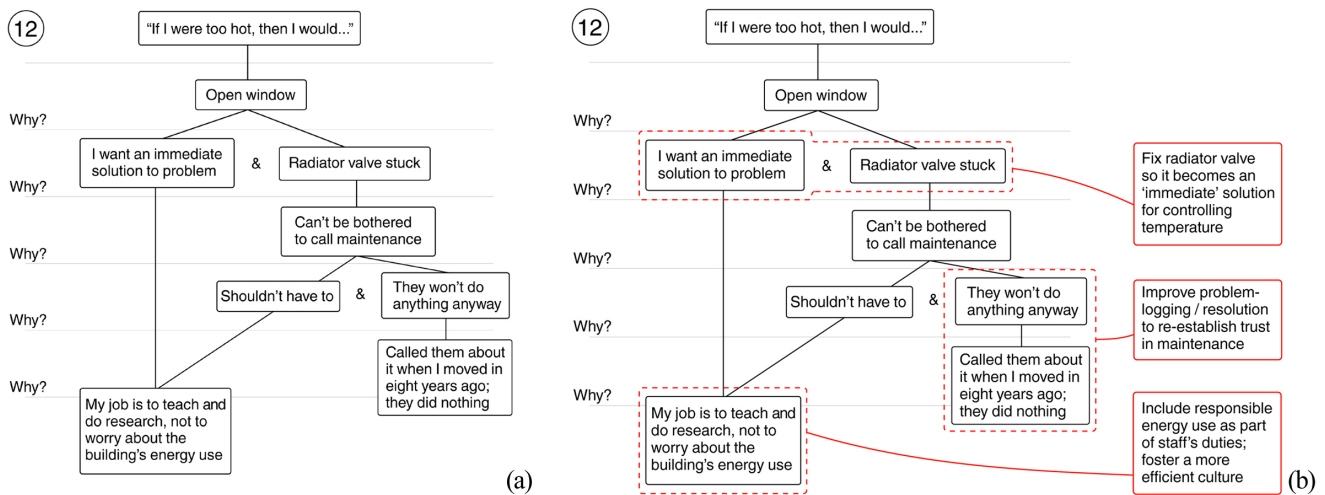 12
“If I were too hot, then I would...”
Open window
Why?
I want an immediate
solution to problem
&
Radiator valve stuck
Why?
Can’t be bothered
to call maintenance
Why?
Shouldn’t have to
&
They won’t do
anything anyway
Why?
Called them about
it when I moved in
eight years ago;
they did nothing
Why?
My job is to teach and
do research, not to
worry about the
building’s energy use
(a)
12
“If I were too hot, then I would...”
Open window
Why?
I want an immediate
solution to problem
&
Radiator valve stuck
Fix radiator valve
so it becomes an
‘immediate’ solution
for controlling
temperature
Why?
Can’t be bothered
to call maintenance
Why?
Shouldn’t have to
&
They won’t do
anything anyway
Improve problem-
logging / resolution
to re-establish trust
in maintenance
Why?
Called them about
it when I moved in
eight years ago;
they did nothing
Why?
My job is to teach and
do research, not to
worry about the
building’s energy use
Include responsible
energy use as part
of staff’s duties;
foster a more
efficient culture
(b)